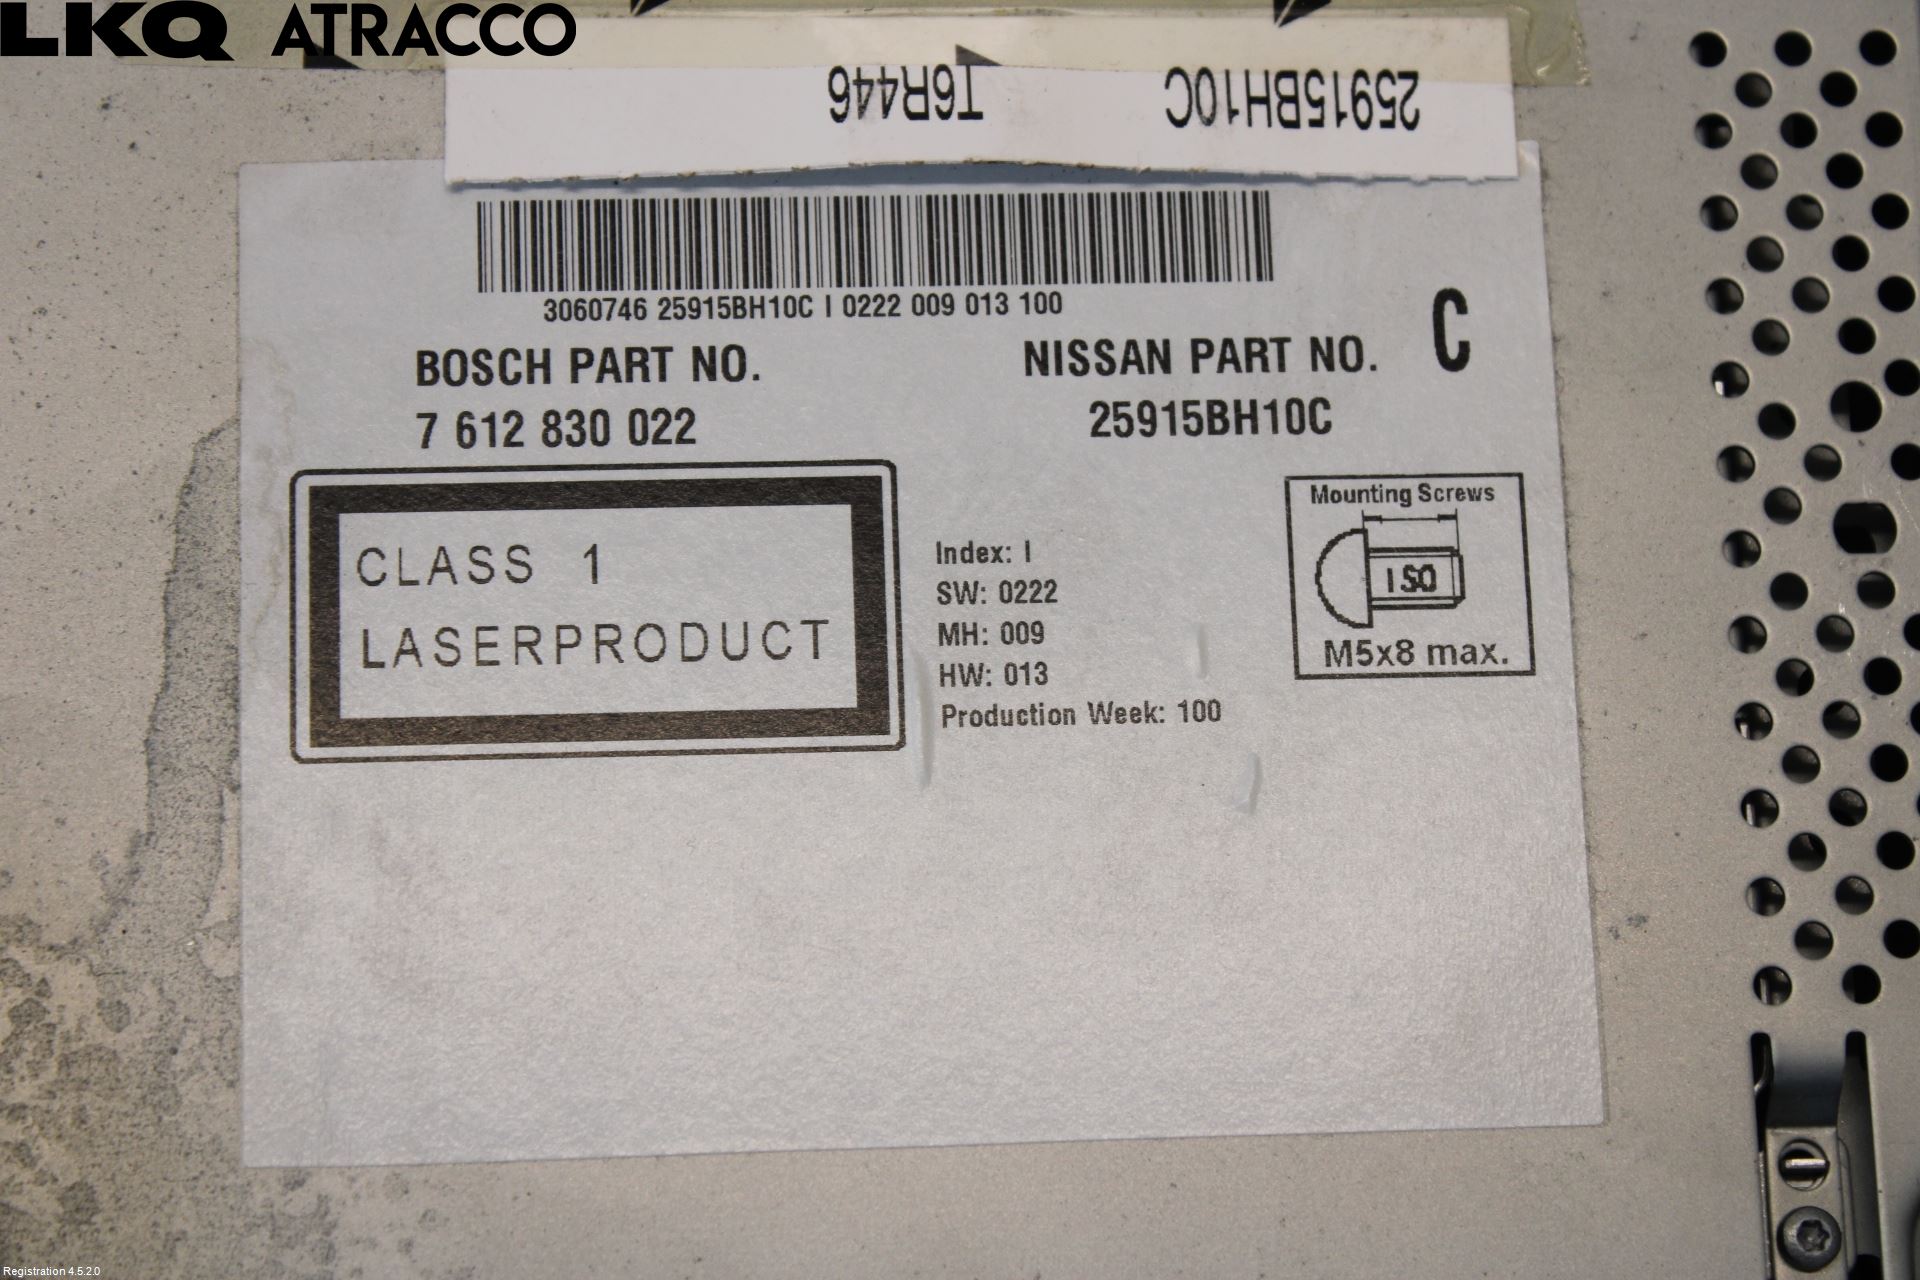 LKQ ATRACCO
25915BH10C T6R446
3060746 25915BH10C I 0222 009 013 100
BOSCH PART NO.
7 612 830 022
NISSAN PART NO. C
25915BH10C
CLASS 1
LASERPRODUCT
Index: I
SW: 0222
MH: 009
HW: 013
Production Week: 100
Mounting Screws
ISO
M5x8 max.
Registration 4.5.2.0